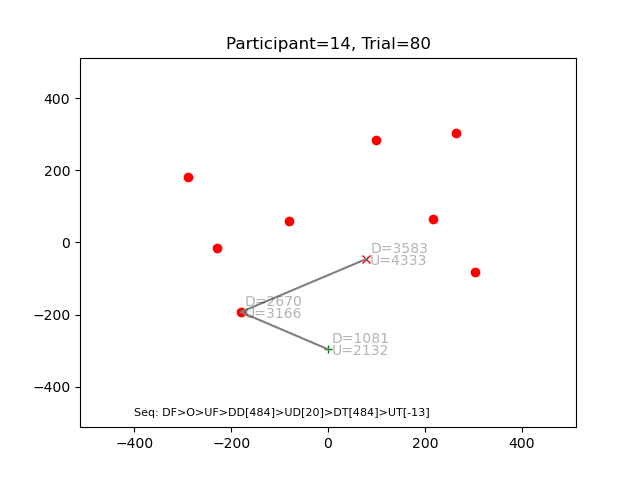 Participant=14, Trial=80
400
200
0
−200
−400
D=3583
U=4333
D=2670
U=3166
D=1081
U=2132
Seq: DF>O>UF>DD[484]>UD[20]>DT[484]>UT[-13]
−400
−200
0
200
400